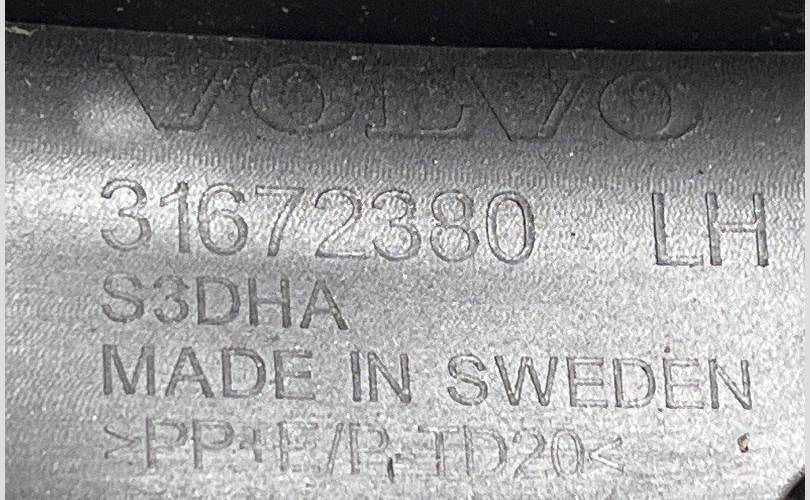 VOLVO
31672380 LH
S3DHA
MADE IN SWEDEN
>PP+E/P-TD20<